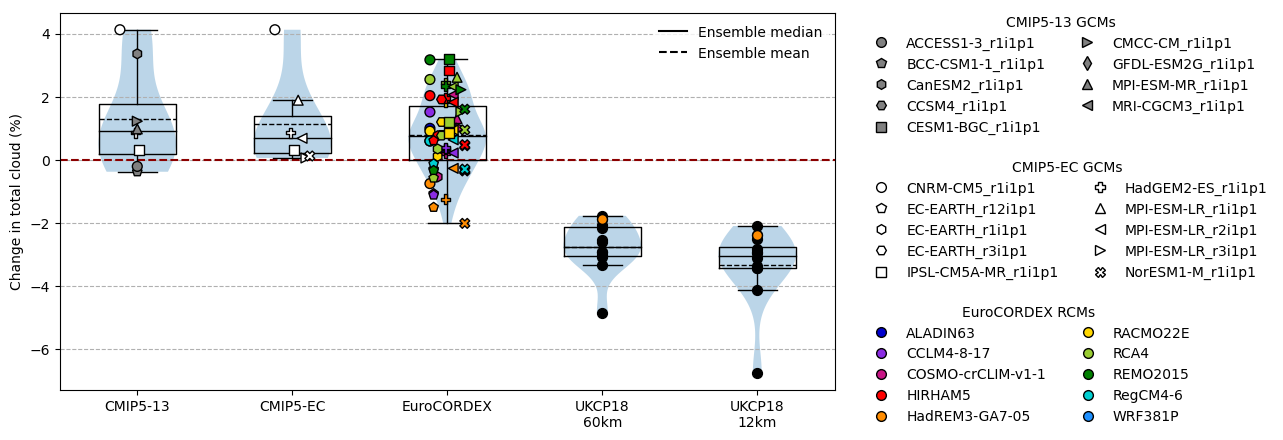 Change in total cloud (%)
4
2
0
−2
−4
−6
Ensemble median
Ensemble mean
CMIP5-13
CMIP5-EC
EuroCORDEX
UKCP18
60km
UKCP18
12km
CMIP5-13 GCMs
ACCESS1-3_r1i1p1
BCC-CSM1-1_r1i1p1
CanESM2_r1i1p1
CCSM4_r1i1p1
CESM1-BGC_r1i1p1
CMCC-CM_r1i1p1
GFDL-ESM2G_r1i1p1
MPI-ESM-MR_r1i1p1
MRI-CGCM3_r1i1p1
CMIP5-EC GCMs
CNRM-CM5_r1i1p1
EC-EARTH_r12i1p1
EC-EARTH_r1i1p1
EC-EARTH_r3i1p1
IPSL-CM5A-MR_r1i1p1
HadGEM2-ES_r1i1p1
MPI-ESM-LR_r1i1p1
MPI-ESM-LR_r2i1p1
MPI-ESM-LR_r3i1p1
NorESM1-M_r1i1p1
EuroCORDEX RCMs
ALADIN63
CCLM4-8-17
COSMO-crCLIM-v1-1
HIRHAM5
HadREM3-GA7-05
RACMO22E
RCA4
REMO2015
RegCM4-6
WRF381P